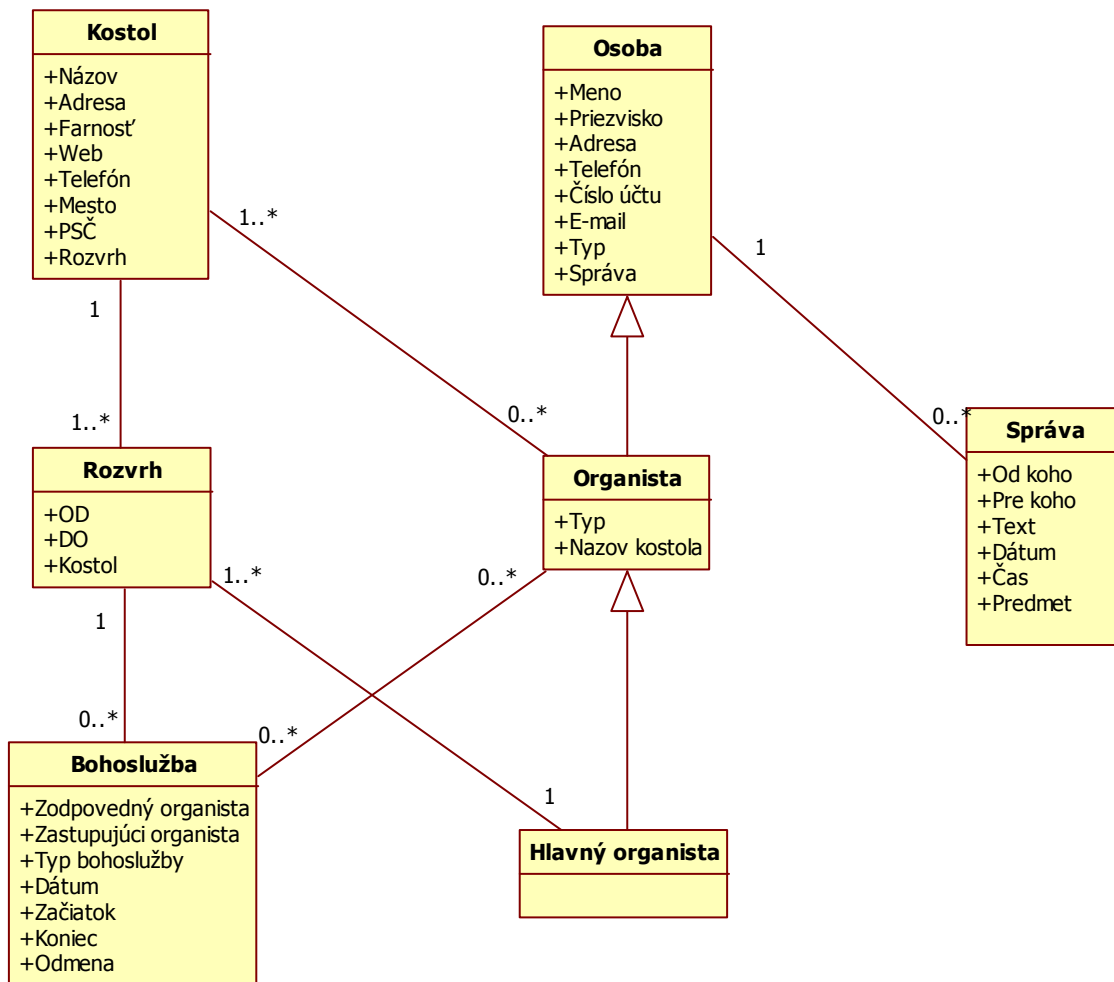 Kostol
+Názov
+Adresa
+Farnosť
+Web
+Telefón
+Mesto
+PSČ
+Rozvrh
Osoba
+Meno
+Priezvisko
+Adresa
+Telefón
+Číslo účtu
+E-mail
+Typ
+Správa
1..*
1
1
1..*
0..*
0..*
Rozvrh
+OD
+DO
+Kostol
Organista
+Typ
+Nazov kostola
Správa
+Od koho
+Pre koho
+Text
+Dátum
+Čas
+Predmet
1..*
0..*
1
0..*
0..*
1
Bohoslužba
+Zodpovedný organista
+Zastupujúci organista
+Typ bohoslužby
+Dátum
+Začiatok
+Koniec
+Odmena
Hlavný organista